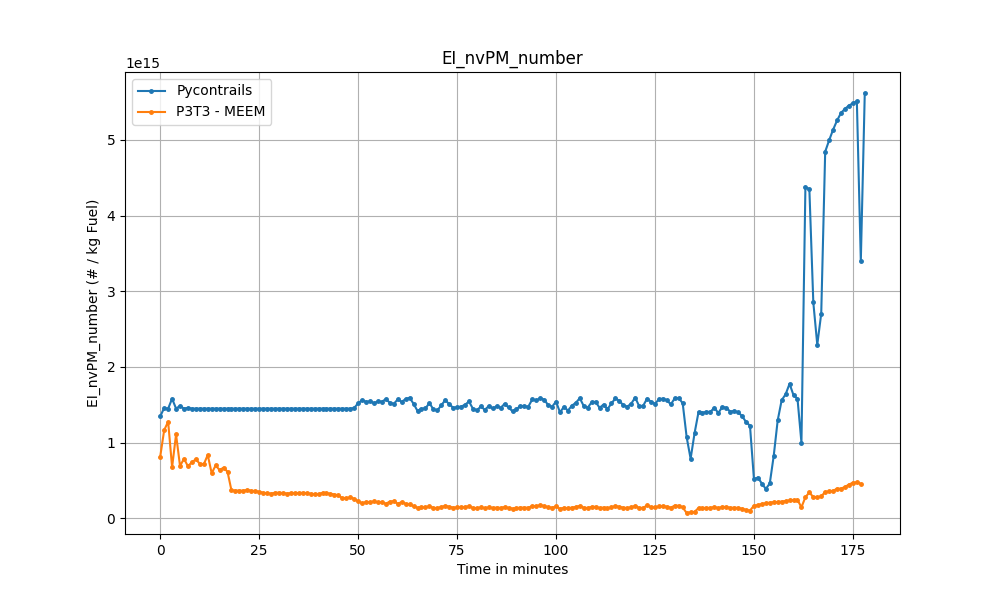 EI_nvPM_number
1e15
Pycontrails
P3T3 - MEEM
EI_nvPM_number (# / kg Fuel)
5
4
3
2
1
0
0 25 50 75 100 125 150 175
Time in minutes